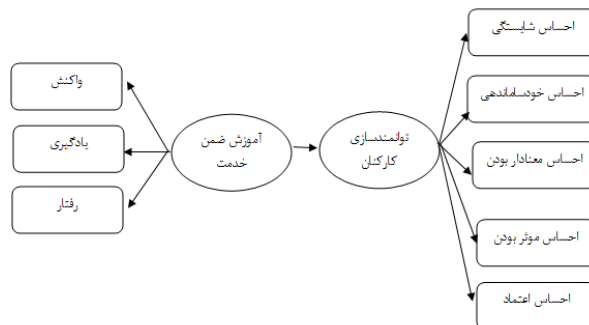 احساس شایستگی
احساس خودساماندهی
احساس معنادار بودن
احساس موثر بودن
احساس اعتماد
توانمندسازی
کارکنان
آموزش ضمن
خدمت
واکنش
یادگیری
رفتار